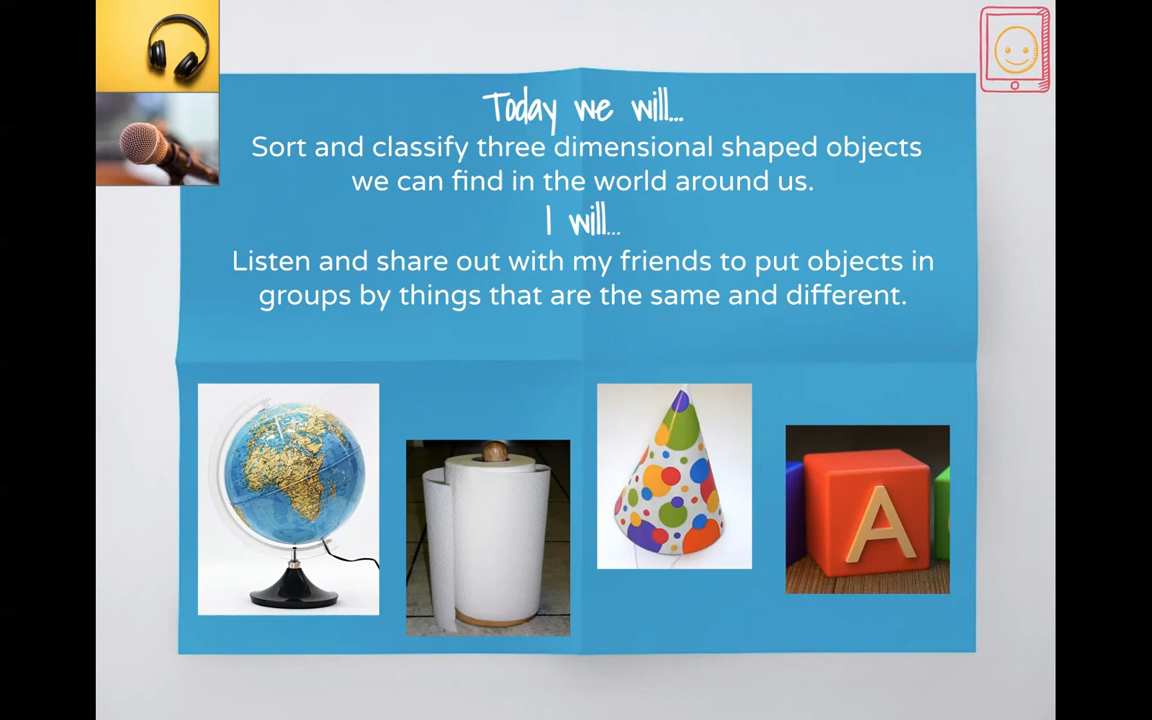 Today we will...
Sort and classify three dimensional shaped objects
we can find in the world around us.
I will...
Listen and share out with my friends to put objects in
groups by things that are the same and different.
A